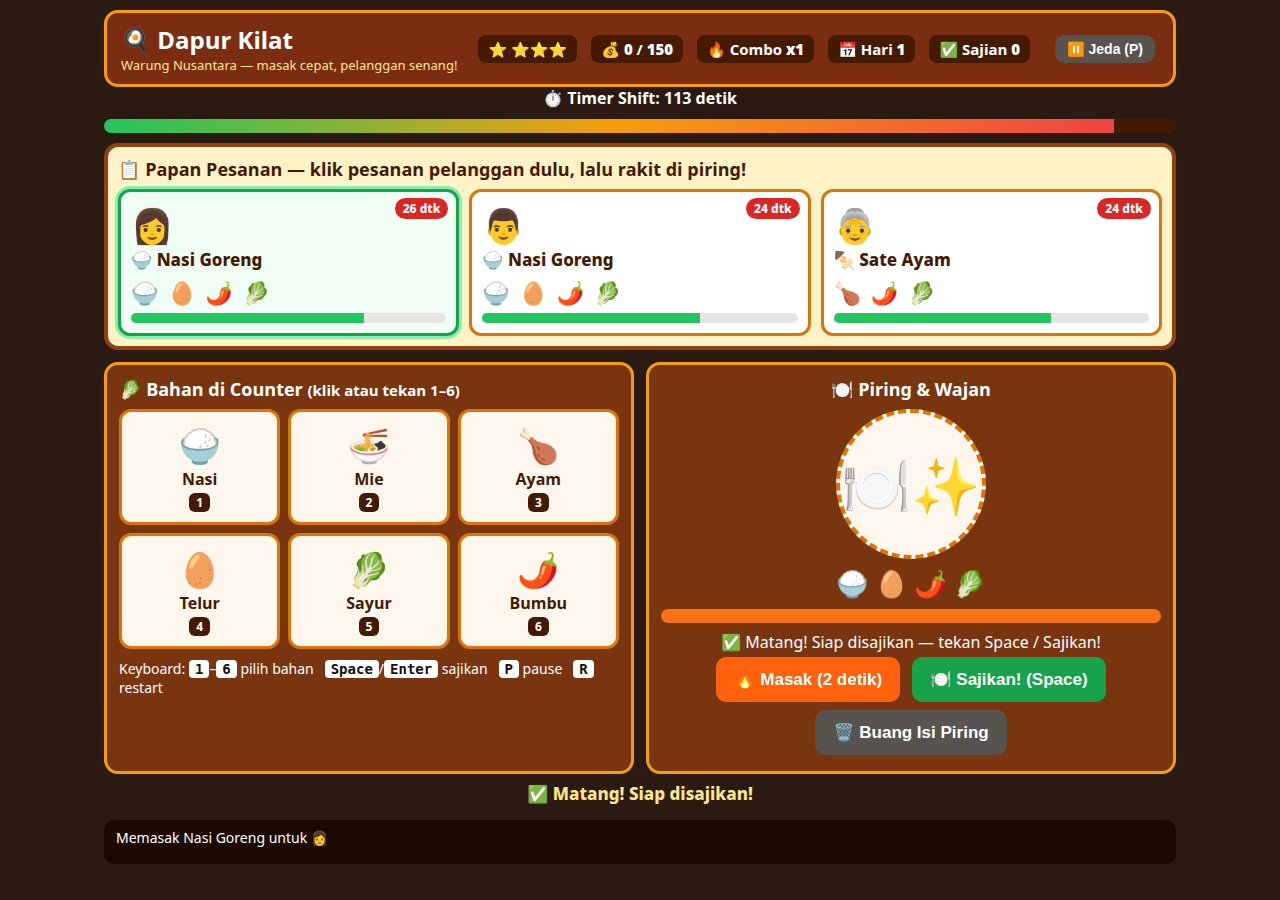 🍳 Dapur Kilat
Warung Nusantara — masak cepat, pelanggan senang!
⭐ ⭐⭐⭐
💰 0 / 150
🔥 Combo x1
📅 Hari 1
✅ Sajian 0
⏸️ Jeda (P)
⏱️ Timer Shift: 113 detik
📋 Papan Pesanan — klik pesanan pelanggan dulu, lalu rakit di piring!
26 dtk
🍚 Nasi Goreng
24 dtk
🍚 Nasi Goreng
24 dtk
🍢 Sate Ayam
🥬 Bahan di Counter (klik atau tekan 1–6)
Nasi
1
Mie
2
Ayam
3
Telur
4
Sayur
5
Bumbu
6
Keyboard: 1–6 pilih bahan Space/Enter sajikan P pause R
restart
🍽️ Piring & Wajan
✅ Matang! Siap disajikan — tekan Space / Sajikan!
🔥 Masak (2 detik)
🍽️ Sajikan! (Space)
🗑️ Buang Isi Piring
✅ Matang! Siap disajikan!
Memasak Nasi Goreng untuk 👩